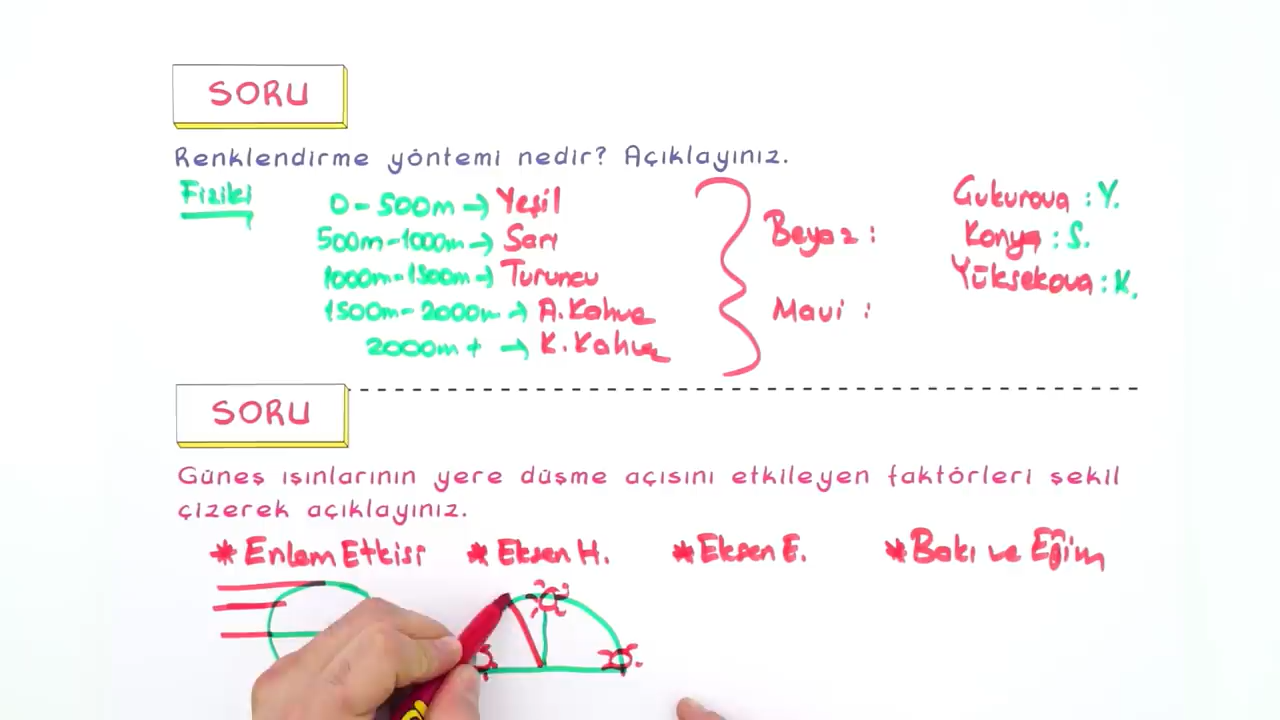 SORU
Renklendirme yöntemi nedir? Açıklayınız.
Fiziki
0-500m → Yeşil
500m-1000m → Sarı
1000m-1500m → Turuncu
1500m-2000m → A.Kahve
2000m+ → K.Kahve
Beyaz :
Mavi :
Çukurova : Y.
Konya : S.
Yüksekova : K.
SORU
Güneş ışınlarının yere düşme açısını etkileyen faktörleri şekil
çizerek açıklayınız.
* Enlem Etkisi * Eksen H. * Eksen E. * Bakı ve Eğim